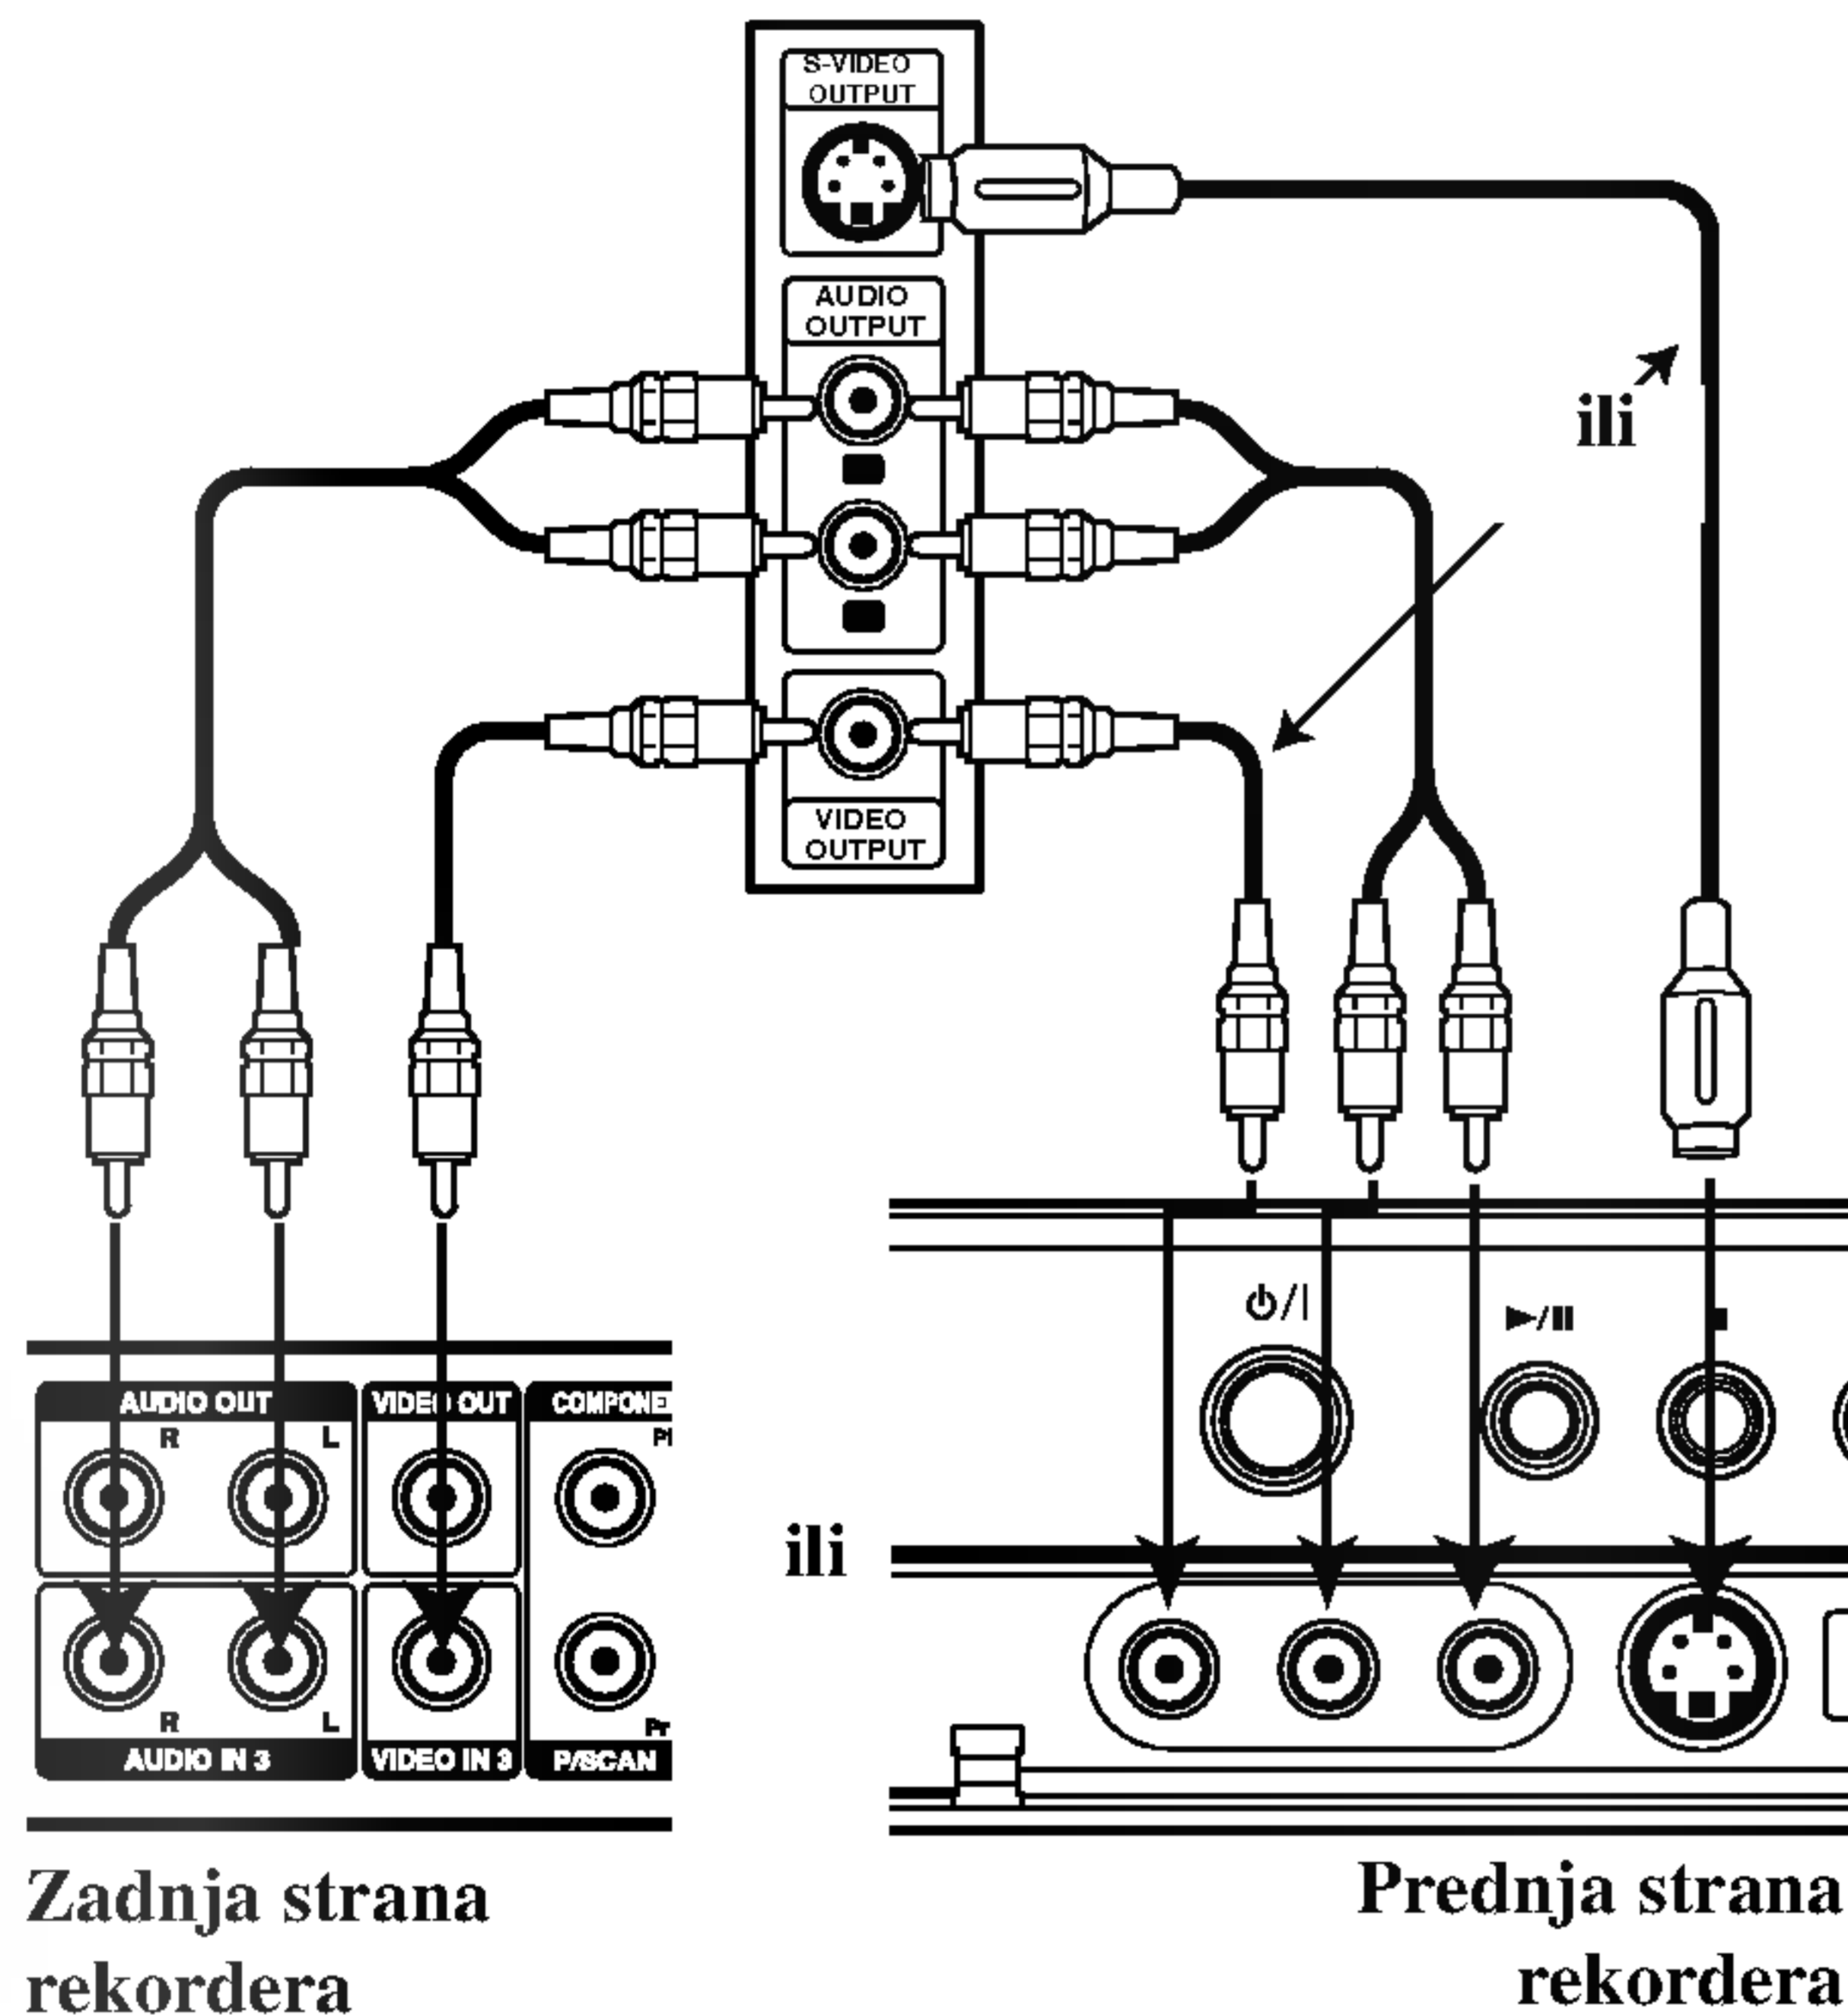 S-VIDEO
OUTPUT
AUDIO
OUTPUT
ili
VIDEO
OUTPUT
AUDIO OUT
VIDEO OUT
R
L
R
L
AUDIO IN 3
VIDEO IN 3
Pr
P/SCAN
ili
Zadnja strana
rekordera
Prednja strana
rekordera